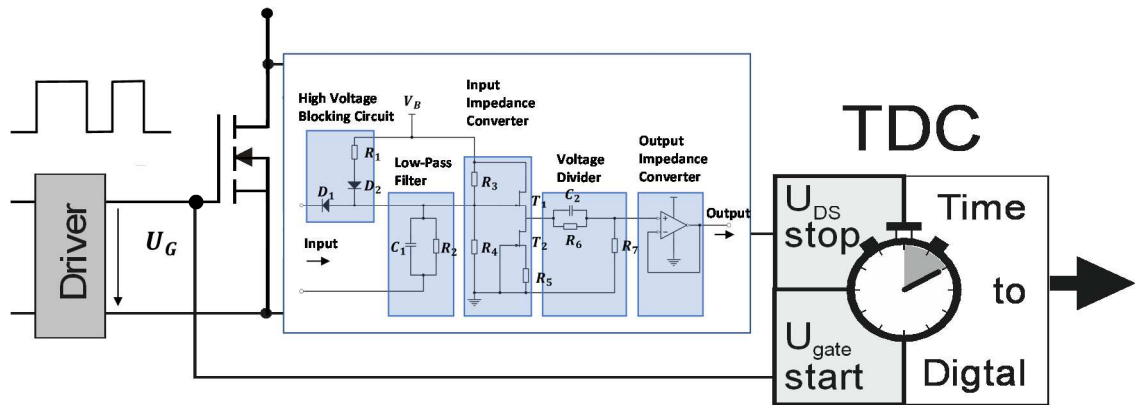 Driver
U_G
High Voltage
Blocking Circuit
V_B
R_1
D_1
D_2
Input
Low-Pass
Filter
C_1
R_2
Input
Impedance
Converter
R_3
R_4
T_1
T_2
R_5
Voltage
Divider
C_2
R_6
R_7
Output
Impedance
Converter
+
−
Output
TDC
U_DS
stop
U_gate
start
Time
to
Digtal